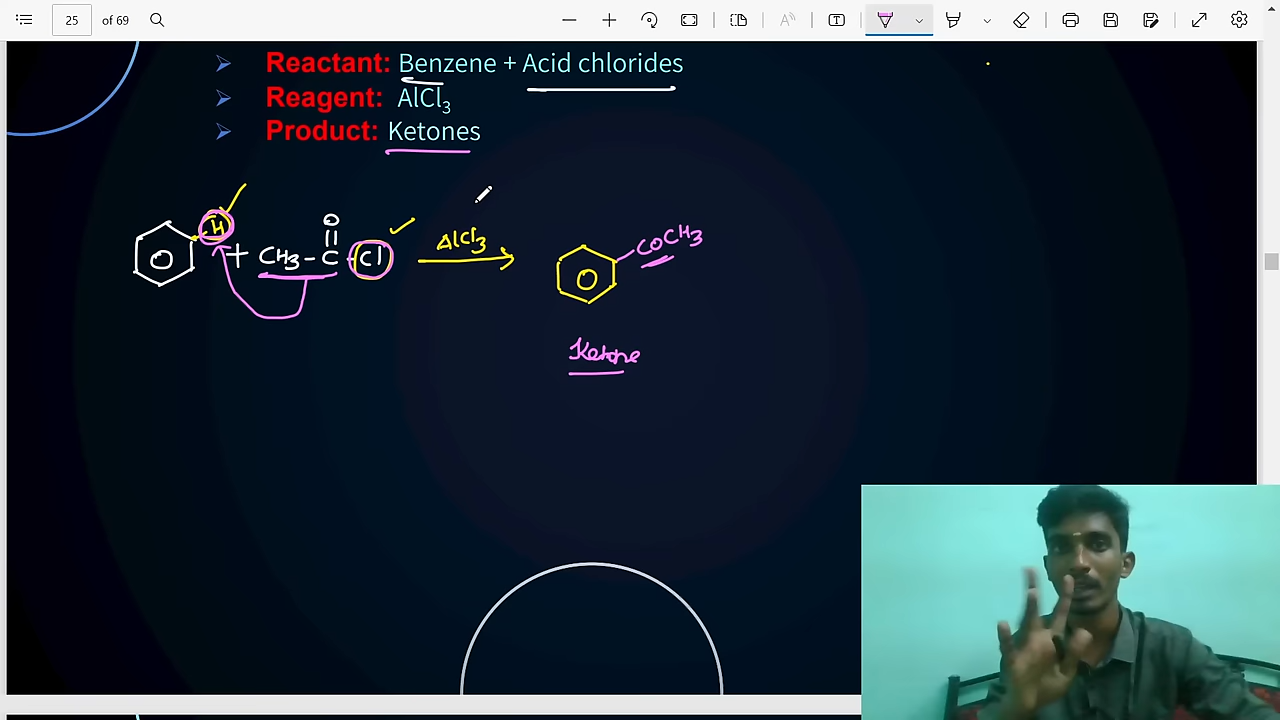 25 of 69
Reactant: Benzene + Acid chlorides
Reagent: AlCl3
Product: Ketones
H
O
+ CH3 - C - Cl AlCl3 COCH3
Ketone